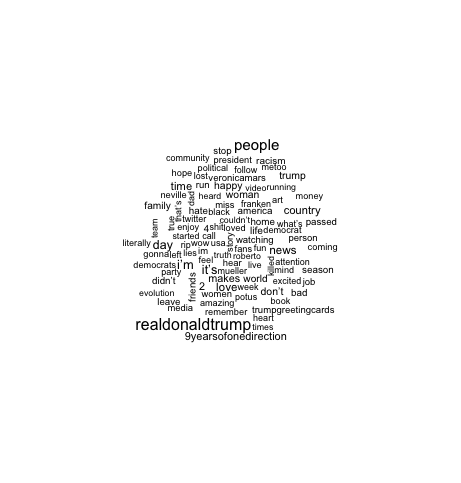 people
stop
community president racism
political follow metoo
hope lost veronicamars trump
time run happy video running
neville dad heard woman art money
family that's true hate black miss franken america country
team twitter couldn't home what's passed
enjoy 4 shit loved life democrat
started call story watching person
literally day rip wow usa fans fun news coming
gonna left lies im truth roberto killed
democrats i'm feel hear live attention
party it's mueller mind season
didn't makes world excited job
friends 2 love week don't bad
evolution women potus book
leave amazing
media remember trumpgreetingcards
heart
realdonaldtrump times
9yearsofonedirection